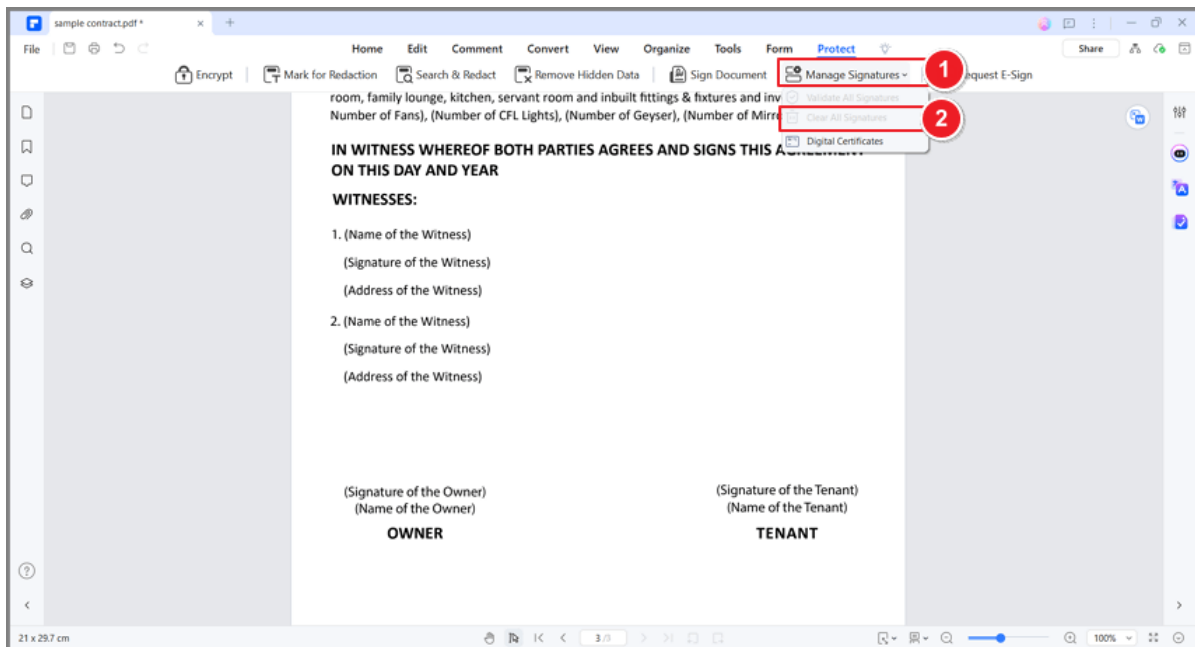 sample contract.pdf *
File Home Edit Comment Convert View Organize Tools Form Protect Share
Encrypt Mark for Redaction Search & Redact Remove Hidden Data Sign Document Manage Signatures 1 equest E-Sign
Validate All Signatures
Clear All Signatures 2
Digital Certificates
room, family lounge, kitchen, servant room and inbuilt fittings & fixtures and inv
Number of Fans), (Number of CFL Lights), (Number of Geyser), (Number of Mirr
IN WITNESS WHEREOF BOTH PARTIES AGREES AND SIGNS THIS AGREEMENT
ON THIS DAY AND YEAR
WITNESSES:
1. (Name of the Witness)
(Signature of the Witness)
(Address of the Witness)
2. (Name of the Witness)
(Signature of the Witness)
(Address of the Witness)
(Signature of the Owner) (Signature of the Tenant)
(Name of the Owner) (Name of the Tenant)
OWNER TENANT
21 x 29.7 cm 3 /3 100%